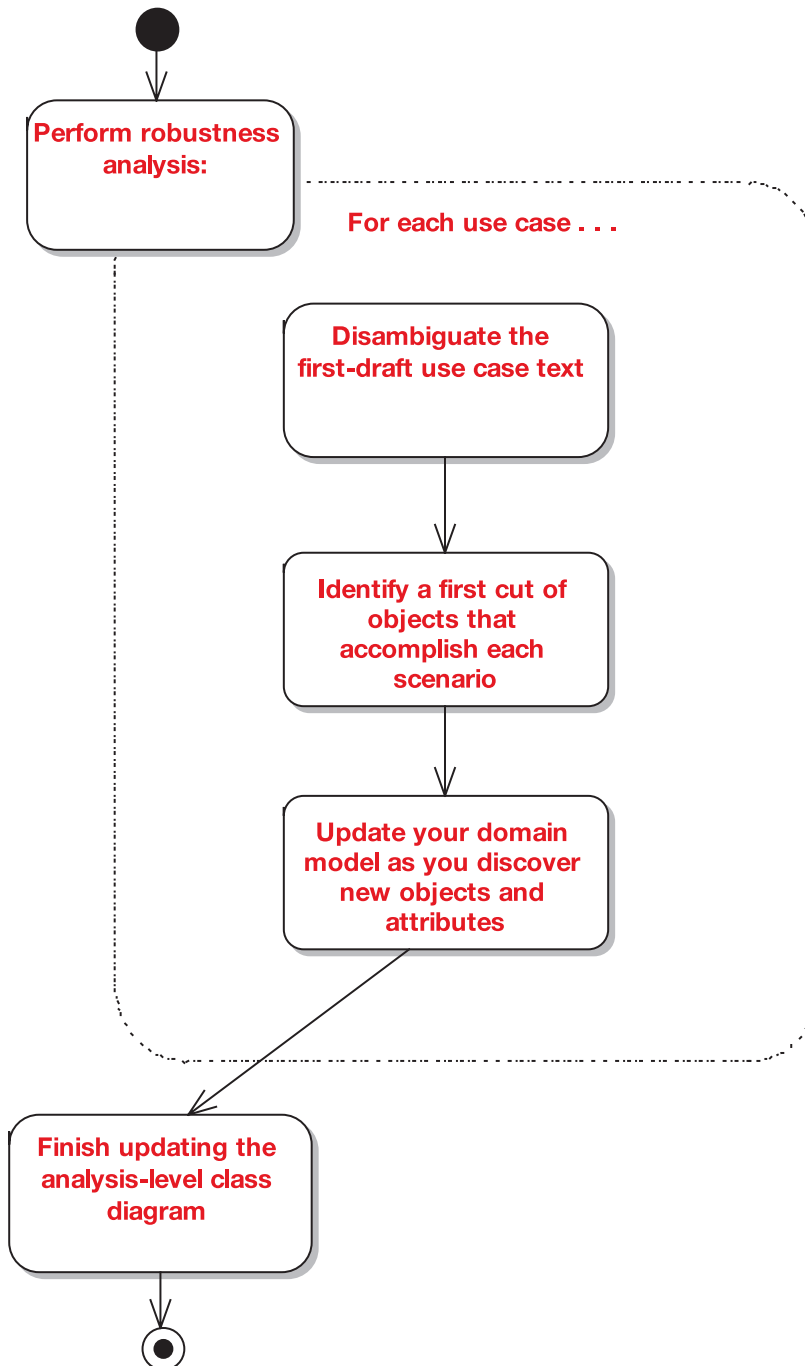 Perform robustness
analysis:
For each use case . . .
Disambiguate the
first-draft use case text
Identify a first cut of
objects that
accomplish each
scenario
Update your domain
model as you discover
new objects and
attributes
Finish updating the
analysis-level class
diagram